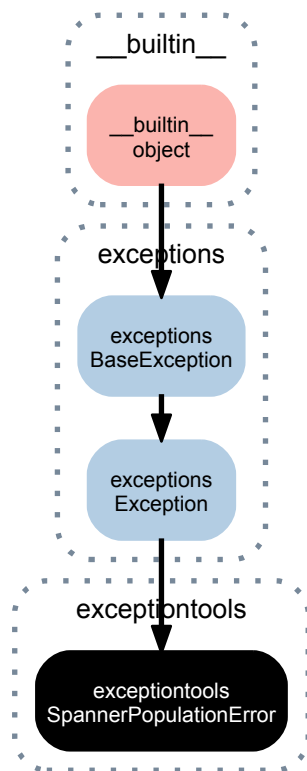 __builtin__
__builtin__
object
exceptions
exceptions
BaseException
exceptions
Exception
exceptiontools
exceptiontools
SpannerPopulationError